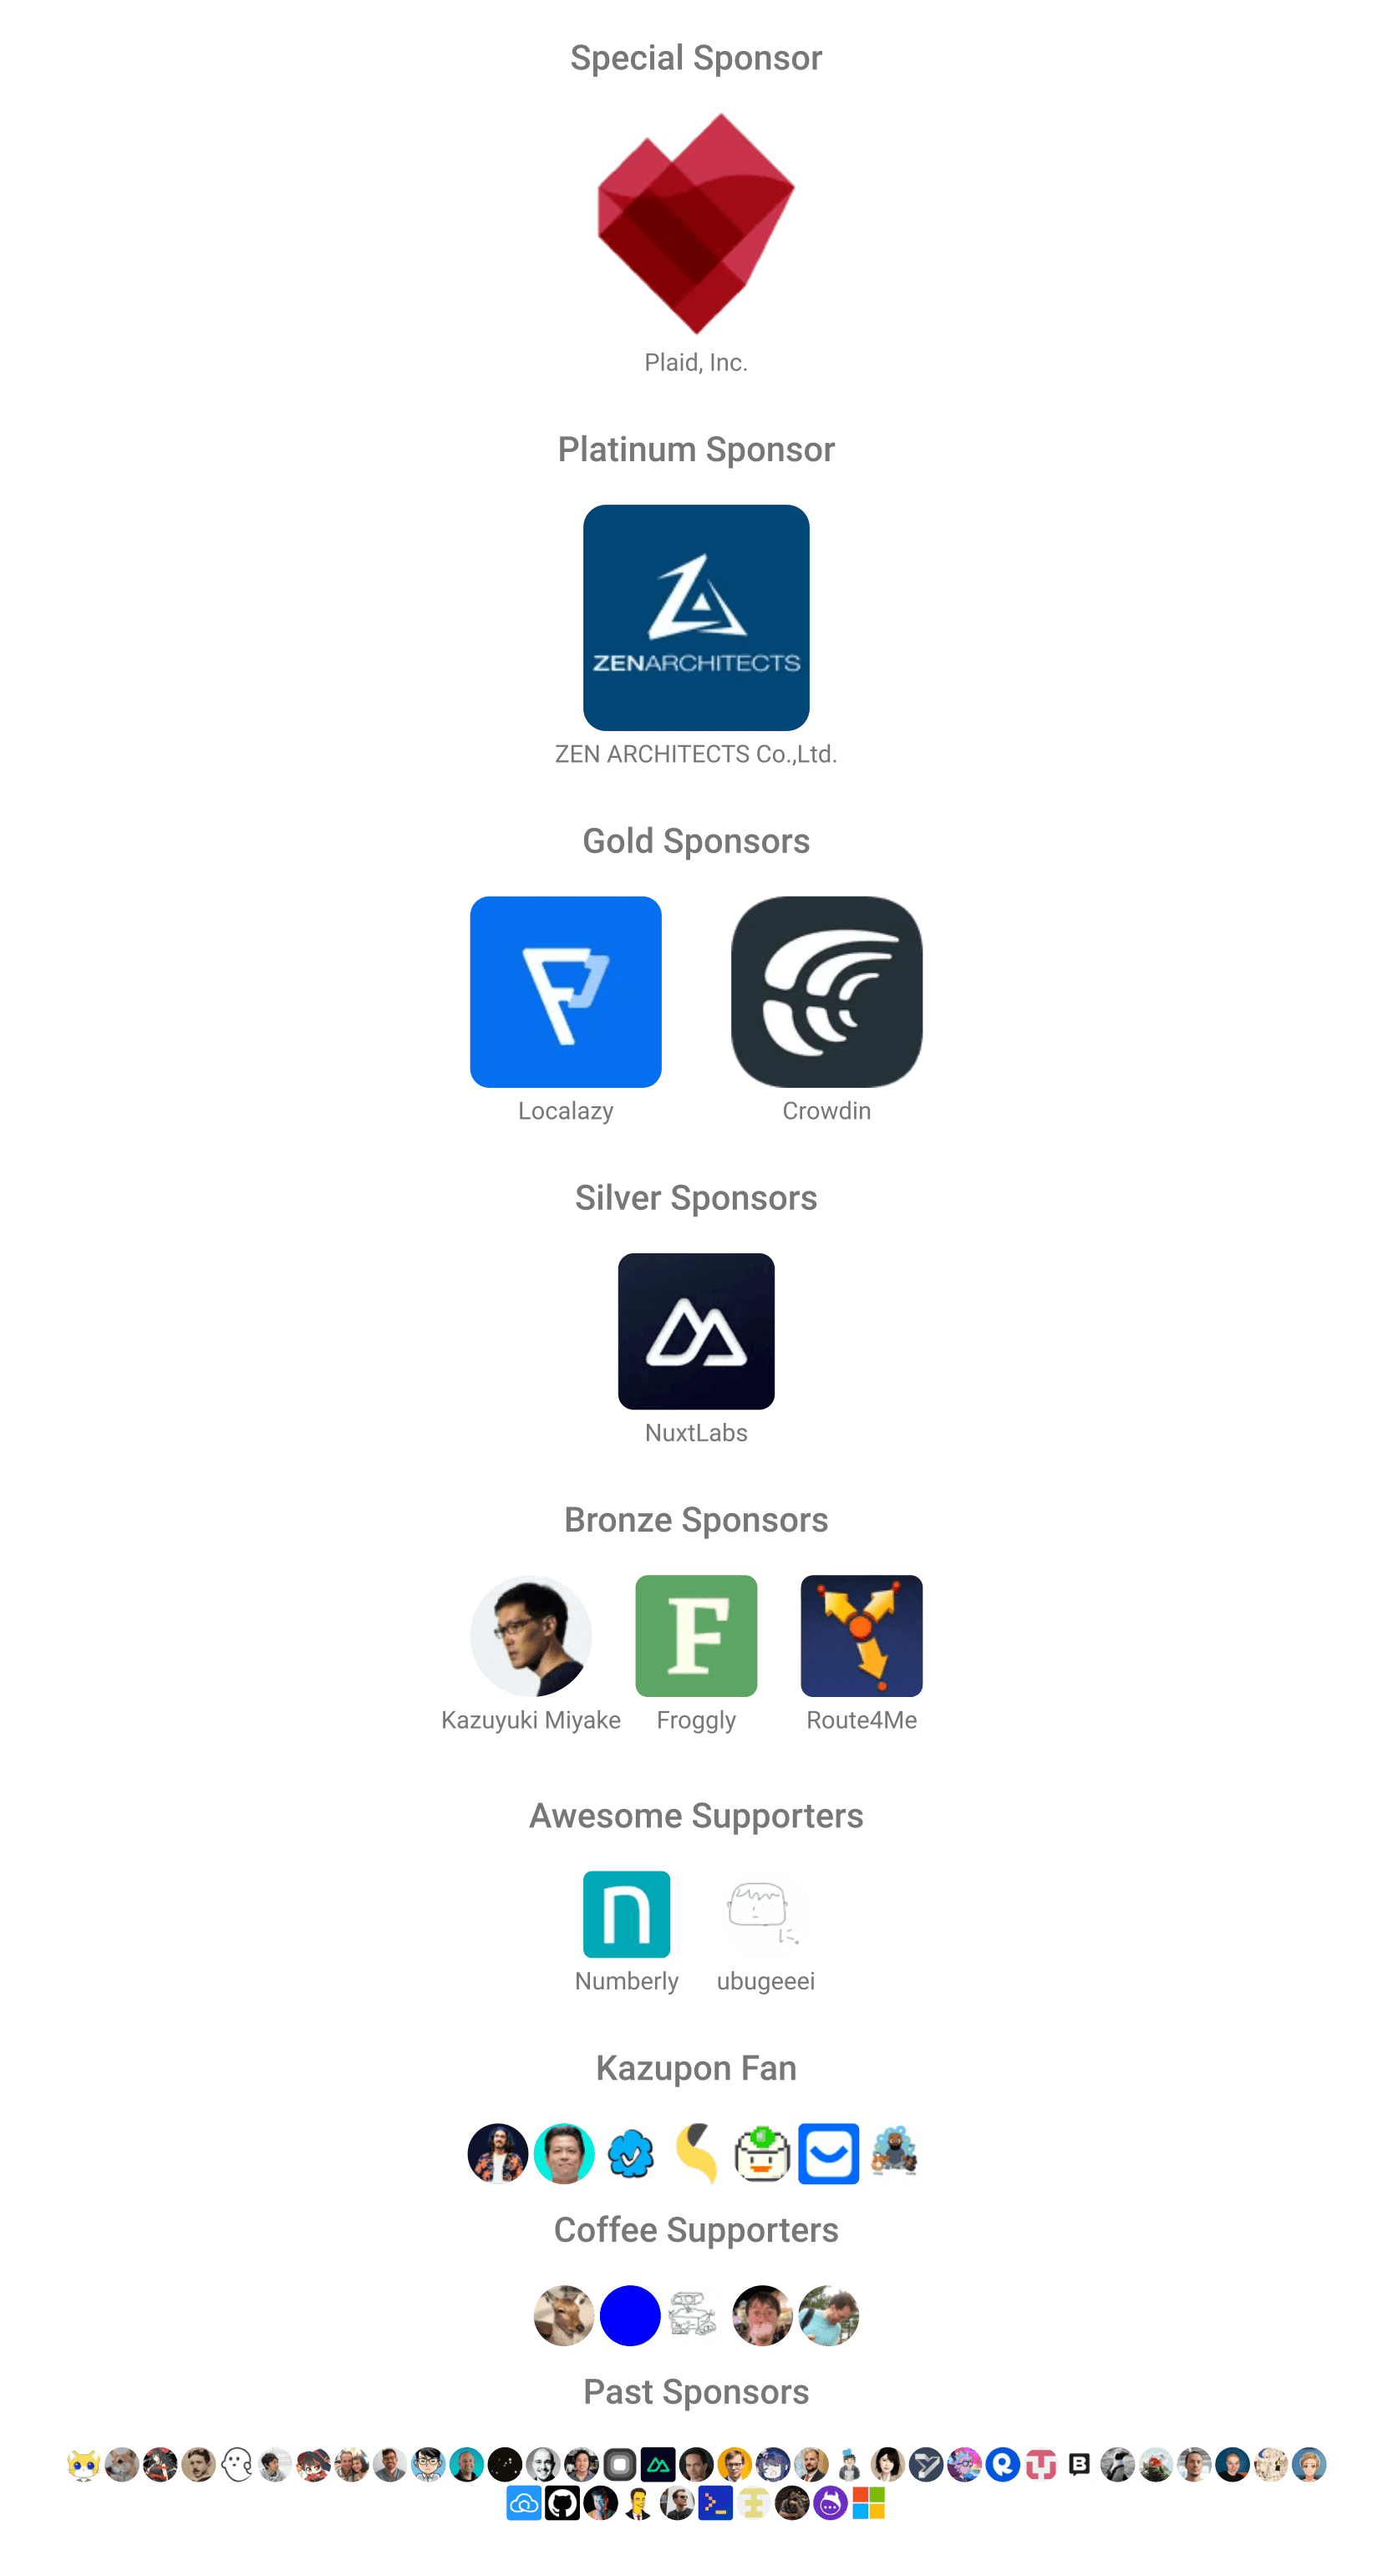 Special Sponsor
Plaid, Inc.
Platinum Sponsor
ZENARCHITECTS
ZEN ARCHITECTS Co.,Ltd.
Gold Sponsors
Localazy
Crowdin
Silver Sponsors
NuxtLabs
Bronze Sponsors
F
Kazuyuki Miyake
Froggly
Route4Me
Awesome Supporters
n
に.
Numberly
ubugeeei
Kazupon Fan
Coffee Supporters
Past Sponsors